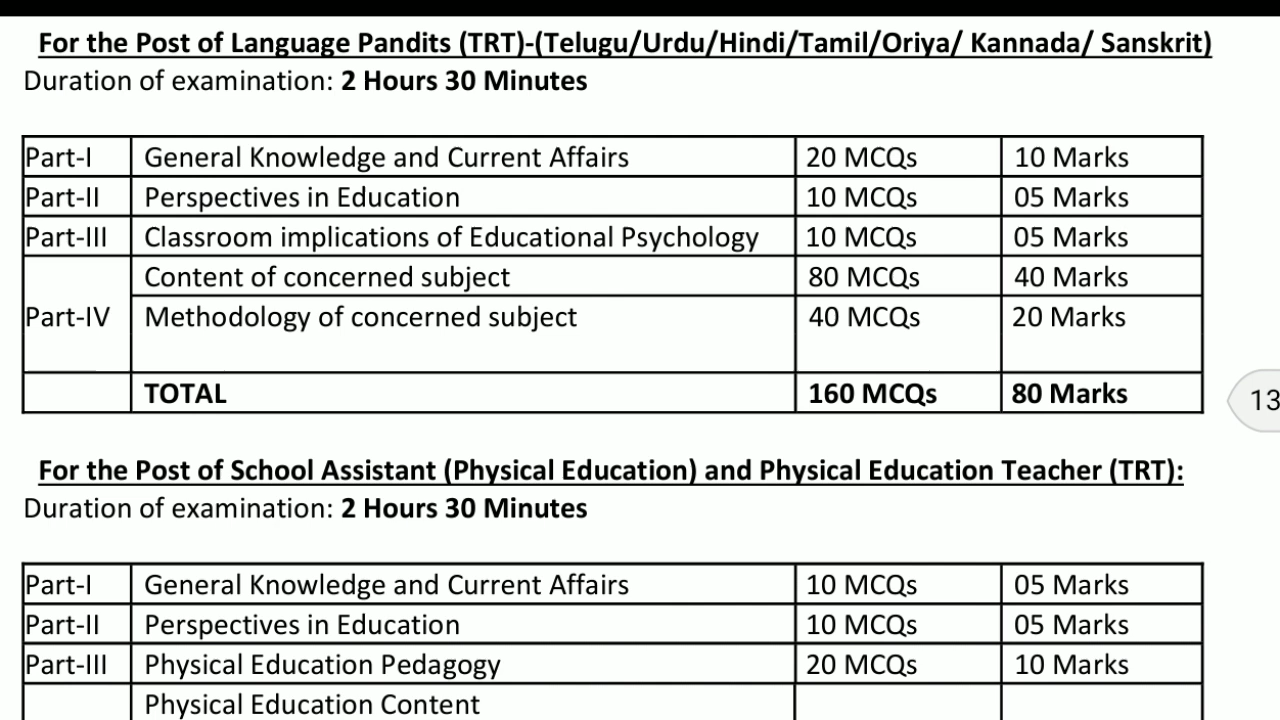 For the Post of Language Pandits (TRT)-(Telugu/Urdu/Hindi/Tamil/Oriya/ Kannada/ Sanskrit)
Duration of examination: 2 Hours 30 Minutes
Part-I General Knowledge and Current Affairs 20 MCQs 10 Marks
Part-II Perspectives in Education 10 MCQs 05 Marks
Part-III Classroom implications of Educational Psychology 10 MCQs 05 Marks
Content of concerned subject 80 MCQs 40 Marks
Part-IV Methodology of concerned subject 40 MCQs 20 Marks
TOTAL 160 MCQs 80 Marks
13
For the Post of School Assistant (Physical Education) and Physical Education Teacher (TRT):
Duration of examination: 2 Hours 30 Minutes
Part-I General Knowledge and Current Affairs 10 MCQs 05 Marks
Part-II Perspectives in Education 10 MCQs 05 Marks
Part-III Physical Education Pedagogy 20 MCQs 10 Marks
Physical Education Content